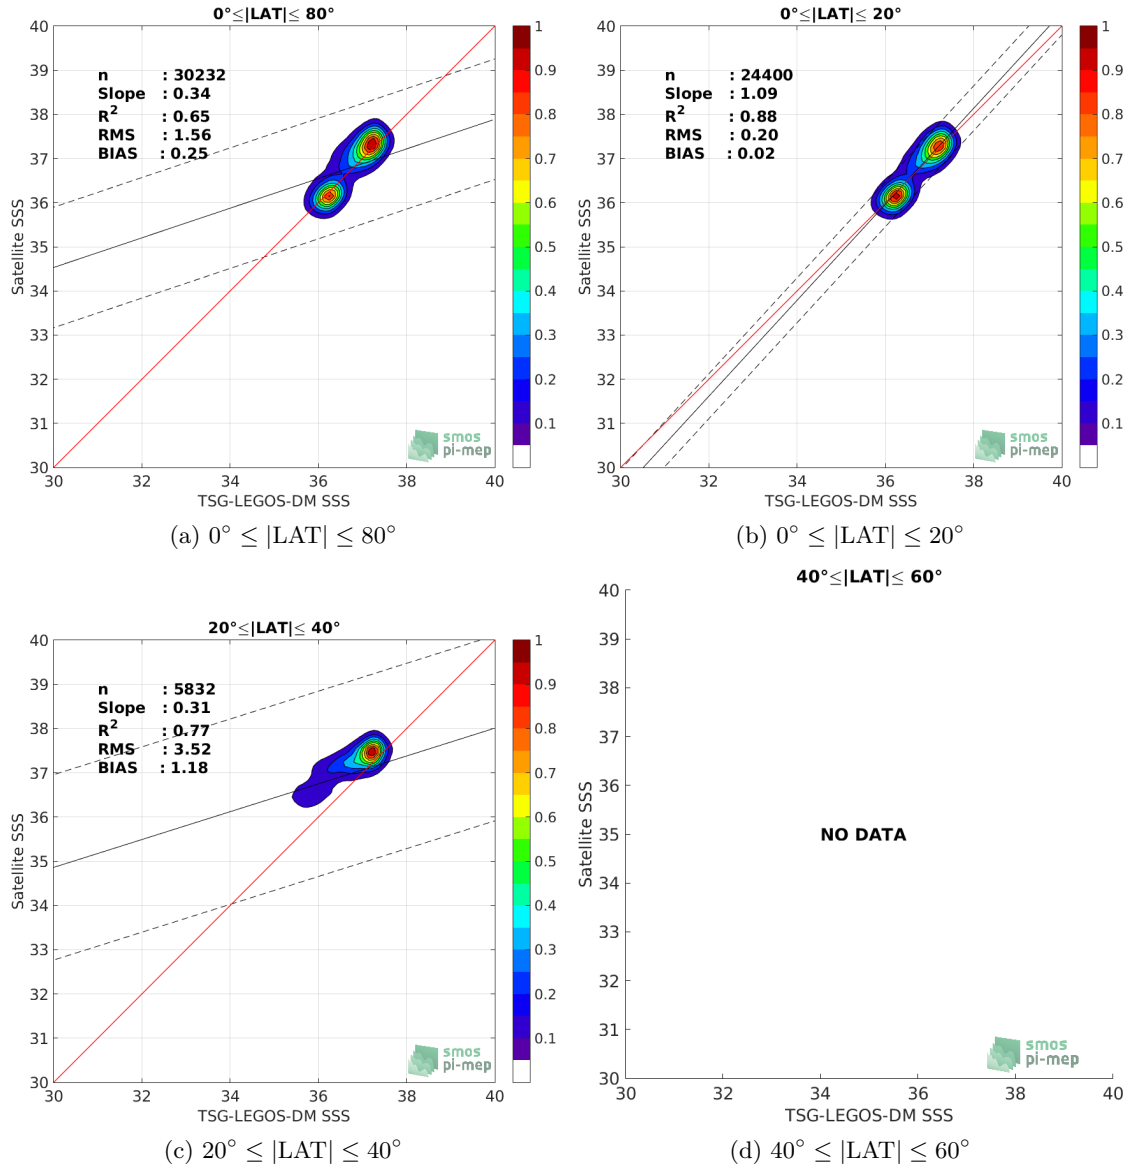 0°≤|LAT|≤ 80°
40
39
38
37
36
35
34
33
32
31
30
Satellite SSS
n : 30232
Slope : 0.34
R2 : 0.65
RMS : 1.56
BIAS : 0.25
smos
pi-mep
30 32 34 36 38 40
TSG-LEGOS-DM SSS
1
0.9
0.8
0.7
0.6
0.5
0.4
0.3
0.2
0.1
(a) 0° ≤ |LAT| ≤ 80°
0°≤|LAT|≤ 20°
40
39
38
37
36
35
34
33
32
31
30
Satellite SSS
n : 24400
Slope : 1.09
R2 : 0.88
RMS : 0.20
BIAS : 0.02
smos
pi-mep
30 32 34 36 38 40
TSG-LEGOS-DM SSS
1
0.9
0.8
0.7
0.6
0.5
0.4
0.3
0.2
0.1
(b) 0° ≤ |LAT| ≤ 20°
20°≤|LAT|≤ 40°
40
39
38
37
36
35
34
33
32
31
30
Satellite SSS
n : 5832
Slope : 0.31
R2 : 0.77
RMS : 3.52
BIAS : 1.18
smos
pi-mep
30 32 34 36 38 40
TSG-LEGOS-DM SSS
1
0.9
0.8
0.7
0.6
0.5
0.4
0.3
0.2
0.1
(c) 20° ≤ |LAT| ≤ 40°
40°≤|LAT|≤ 60°
40
39
38
37
36
35
34
33
32
31
30
Satellite SSS
NO DATA
smos
pi-mep
30 32 34 36 38 40
TSG-LEGOS-DM SSS
(d) 40° ≤ |LAT| ≤ 60°